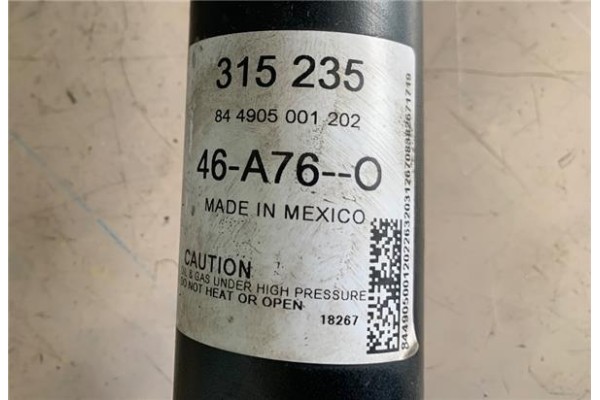 315 235
84 4905 001 202
46-A76--0
MADE IN MEXICO
CAUTION
OIL & GAS UNDER HIGH PRESSURE
DO NOT HEAT OR OPEN
18267